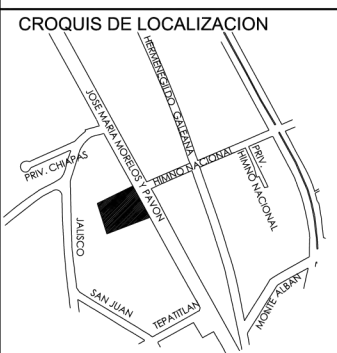 CROQUIS DE LOCALIZACION
HERMENEGILDO GALEANA
JOSE MARIA MORELOS Y PAVON
PRIV. CHIAPAS
HIMNO NACIONAL
PRIV.
HIMNO NACIONAL
JALISCO
SAN JUAN
TEPATITLAN
MONTE ALBAN